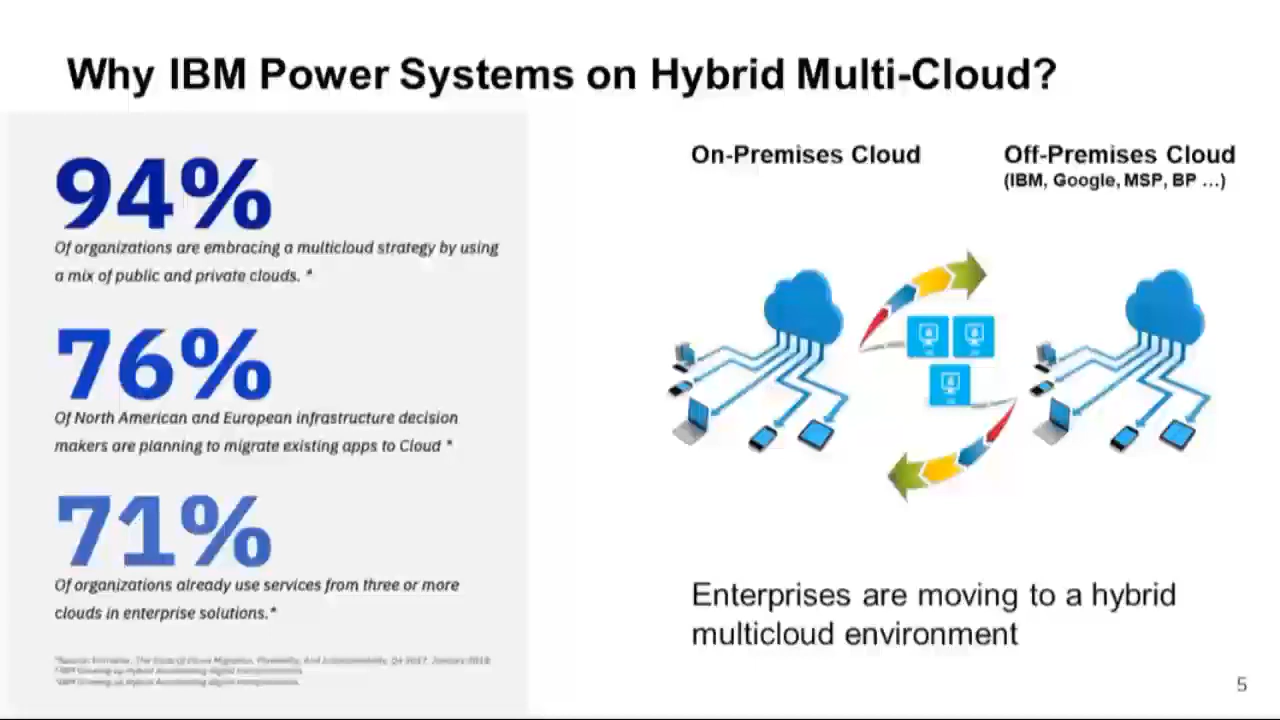 Why IBM Power Systems on Hybrid Multi-Cloud?
94%
Of organizations are embracing a multicloud strategy by using
a mix of public and private clouds. *
76%
Of North American and European infrastructure decision
makers are planning to migrate existing apps to Cloud *
71%
Of organizations already use services from three or more
clouds in enterprise solutions.*
On-Premises Cloud
Off-Premises Cloud
(IBM, Google, MSP, BP ...)
Enterprises are moving to a hybrid
multicloud environment
5